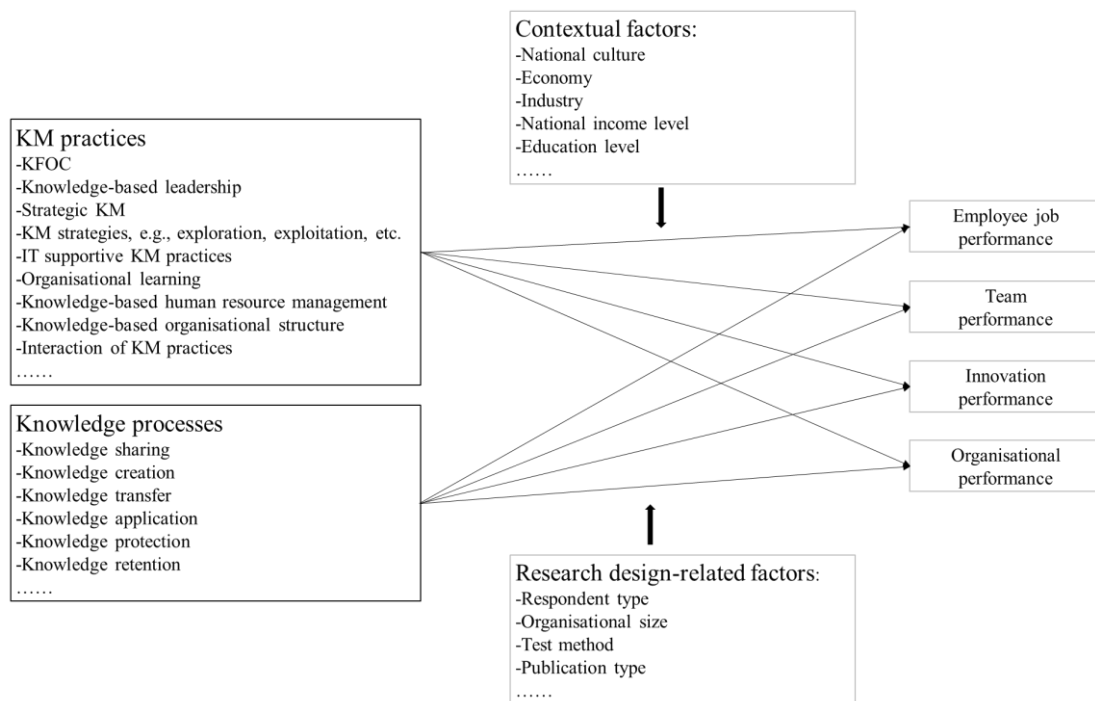 Contextual factors:
-National culture
-Economy
-Industry
-National income level
-Education level
……
KM practices
-KFOC
-Knowledge-based leadership
-Strategic KM
-KM strategies, e.g., exploration, exploitation, etc.
-IT supportive KM practices
-Organisational learning
-Knowledge-based human resource management
-Knowledge-based organisational structure
-Interaction of KM practices
……
Knowledge processes
-Knowledge sharing
-Knowledge creation
-Knowledge transfer
-Knowledge application
-Knowledge protection
-Knowledge retention
……
Employee job
performance
Team
performance
Innovation
performance
Organisational
performance
Research design-related factors:
-Respondent type
-Organisational size
-Test method
-Publication type
……